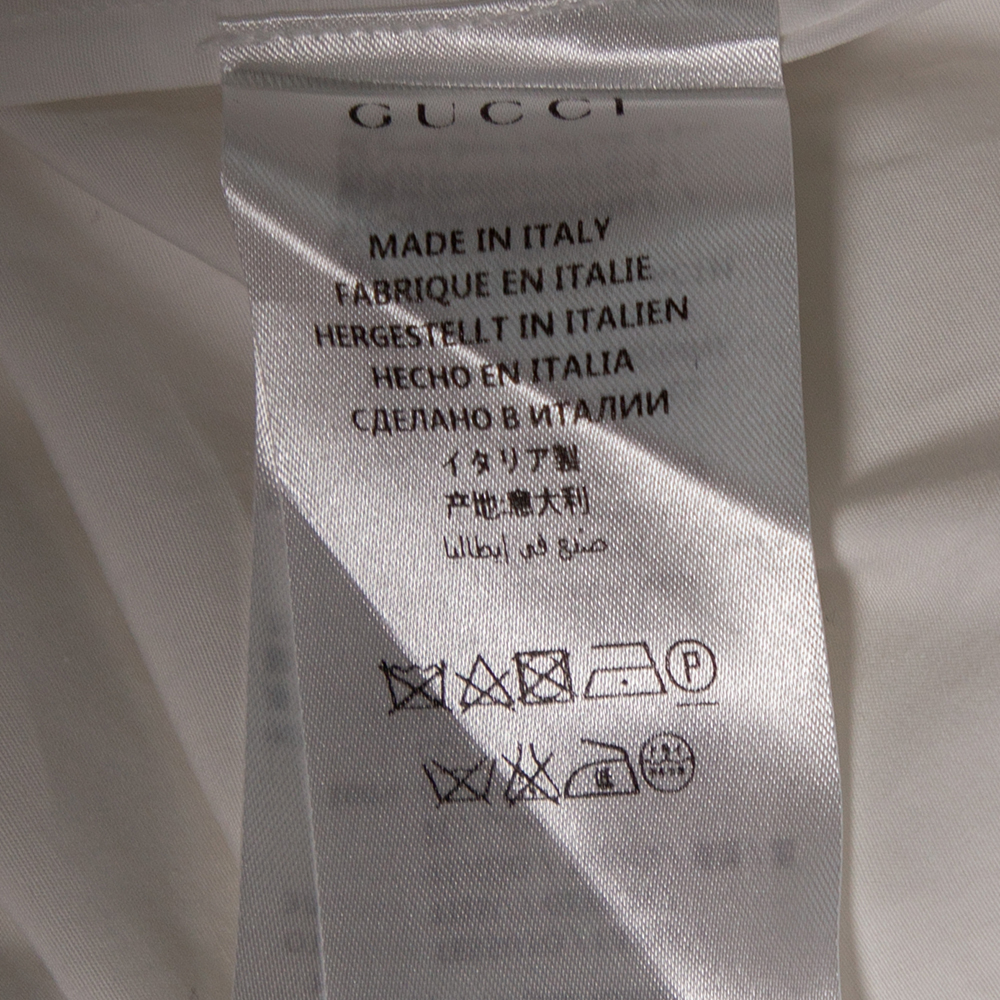 GUCCI
MADE IN ITALY
FABRIQUE EN ITALIE
HERGESTELLT IN ITALIEN
HECHO EN ITALIA
СДЕЛАНО В ИТАЛИИ
イタリア製
产地:意大利
صنع في إيطاليا
P